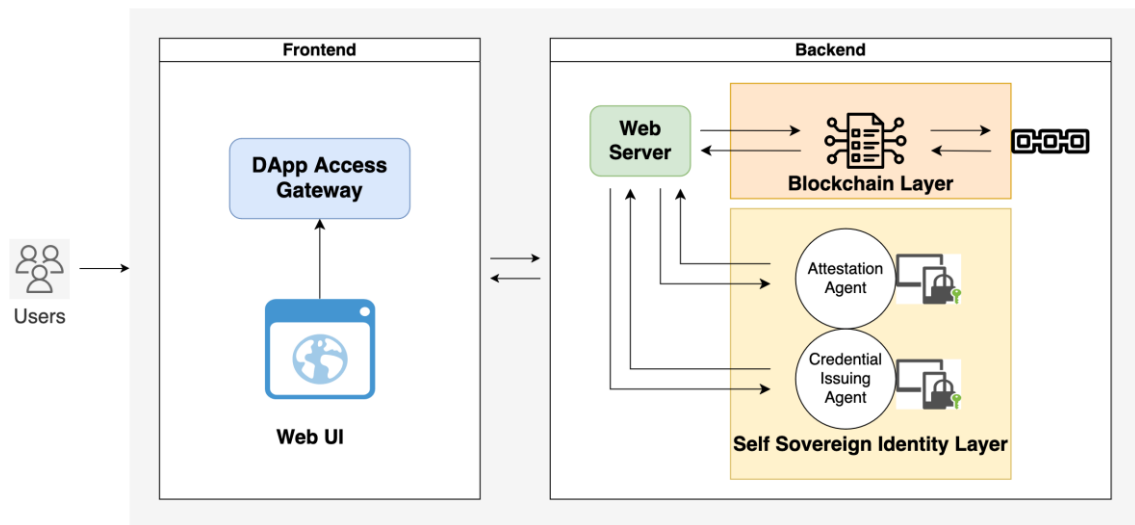 Frontend
Backend
DApp Access
Gateway
Web UI
Users
Web
Server
Blockchain Layer
Attestation
Agent
Credential
Issuing
Agent
Self Sovereign Identity Layer